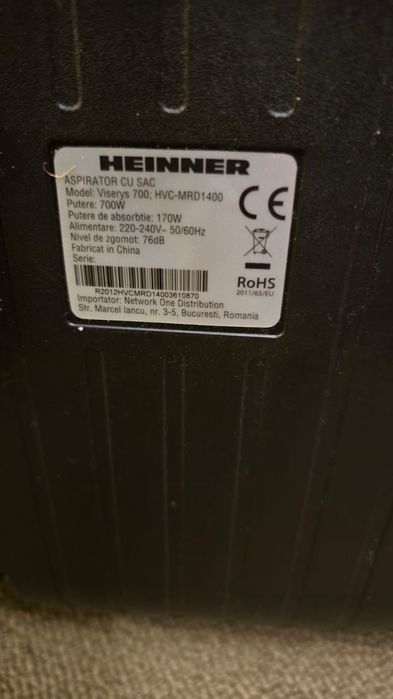 HEINNER
ASPIRATOR CU SAC
Model: Viserys 700; HVC-MRD1400
Putere: 700W
Putere de absorbtie: 170W
Alimentare: 220-240V~ 50/60Hz
Nivel de zgomot: 76dB
Fabricat in China
Serie:
R2012HVCMRD14003610870
Importator: Network One Distribution
Str. Marcel Iancu, nr. 3-5, Bucuresti, Romania
CE
RoHS
2011/65/EU